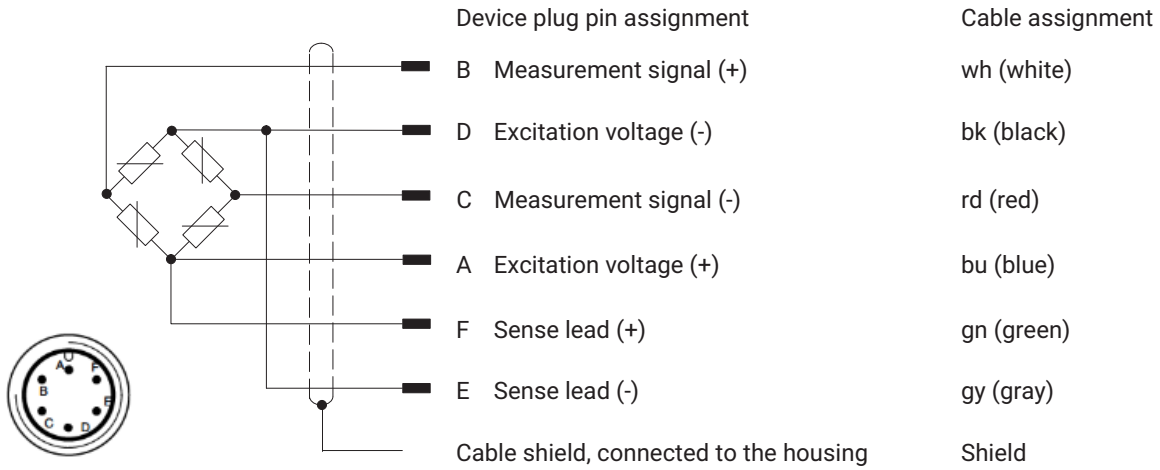 Device plug pin assignment Cable assignment
B Measurement signal (+) wh (white)
D Excitation voltage (-) bk (black)
C Measurement signal (-) rd (red)
A Excitation voltage (+) bu (blue)
F Sense lead (+) gn (green)
E Sense lead (-) gy (gray)
Cable shield, connected to the housing Shield
A F
B E
C D